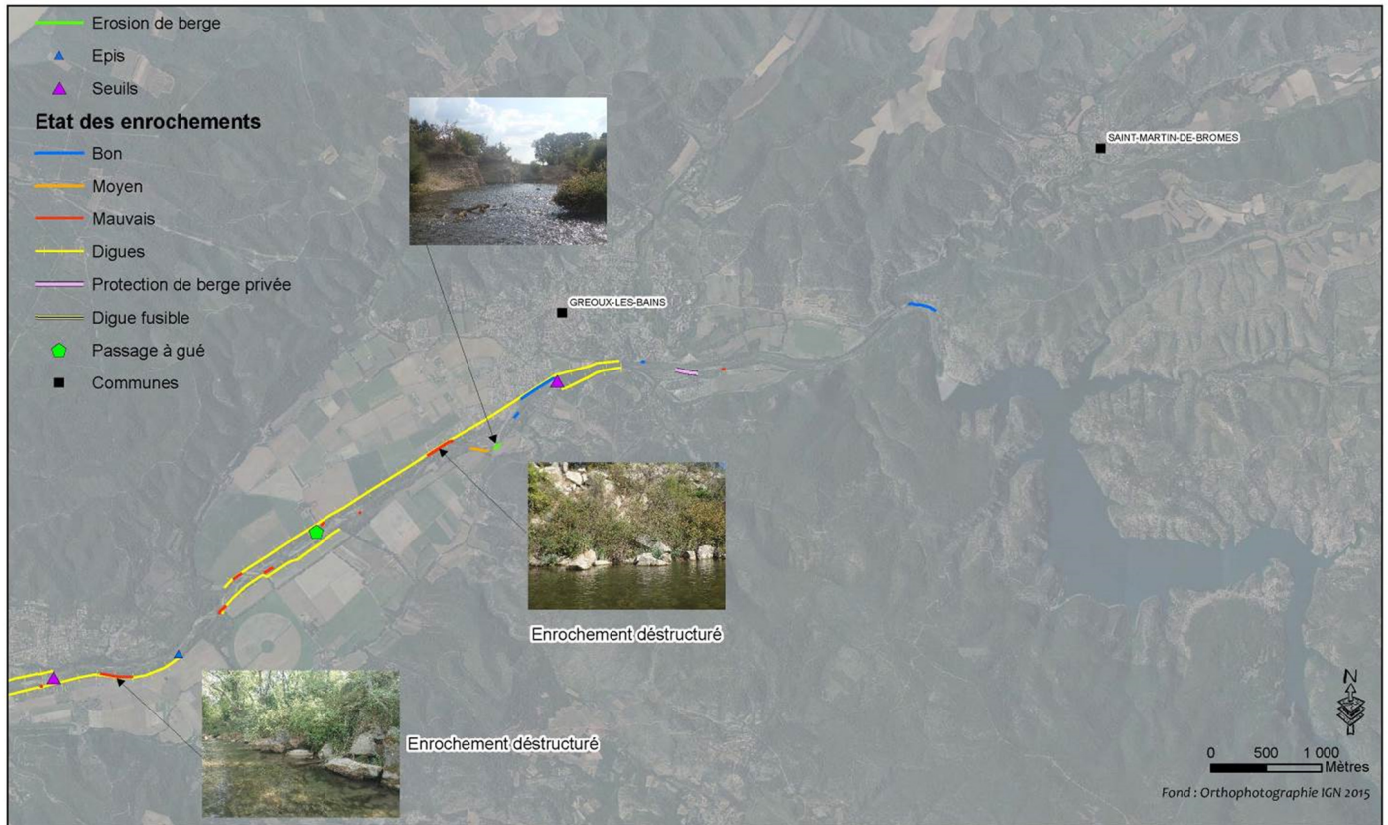 Erosion de berge
Epis
Seuils
Etat des enrochements
Bon
Moyen
Mauvais
Digues
Protection de berge privée
Digue fusible
Passage à gué
Communes
SAINT-MARTIN-DE-BROMES
GREOUX-LES-BAINS
Enrochement déstructuré
Enrochement déstructuré
N
0 500 1 000
Mètres
Fond : Orthophotographie IGN 2015